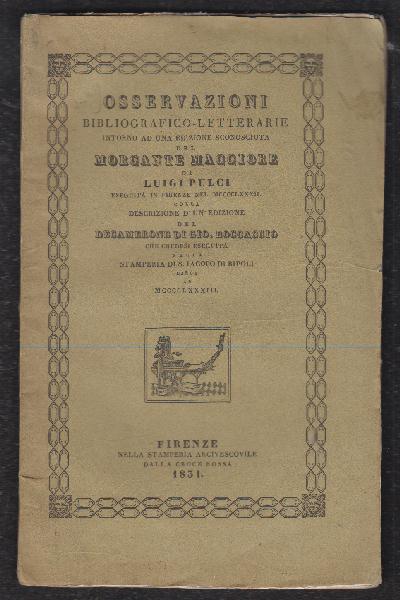 OSSERVAZIONI
BIBLIOGRAFICO-LETTERARIE
INTORNO AD UNA EDIZIONE SCONOSCIUTA
DEL
MORGANTE MAGGIORE
DI
LUIGI PULCI
ESEGUITA IN FIRENZE NEL MCCCCLXXXII.
COLLA
DESCRIZIONE D' UN' EDIZIONE
DEL
DECAMERONE DI GIO. BOCCACCIO
CHE CREDESI ESEGUITA
DALLA
STAMPERIA DI S. IACOPO DI RIPOLI
CIRCA
IL
MCCCCLXXXIII.
FIRENZE
NELLA STAMPERIA ARCIVESCOVILE
DALLA CROCE ROSSA
1831.